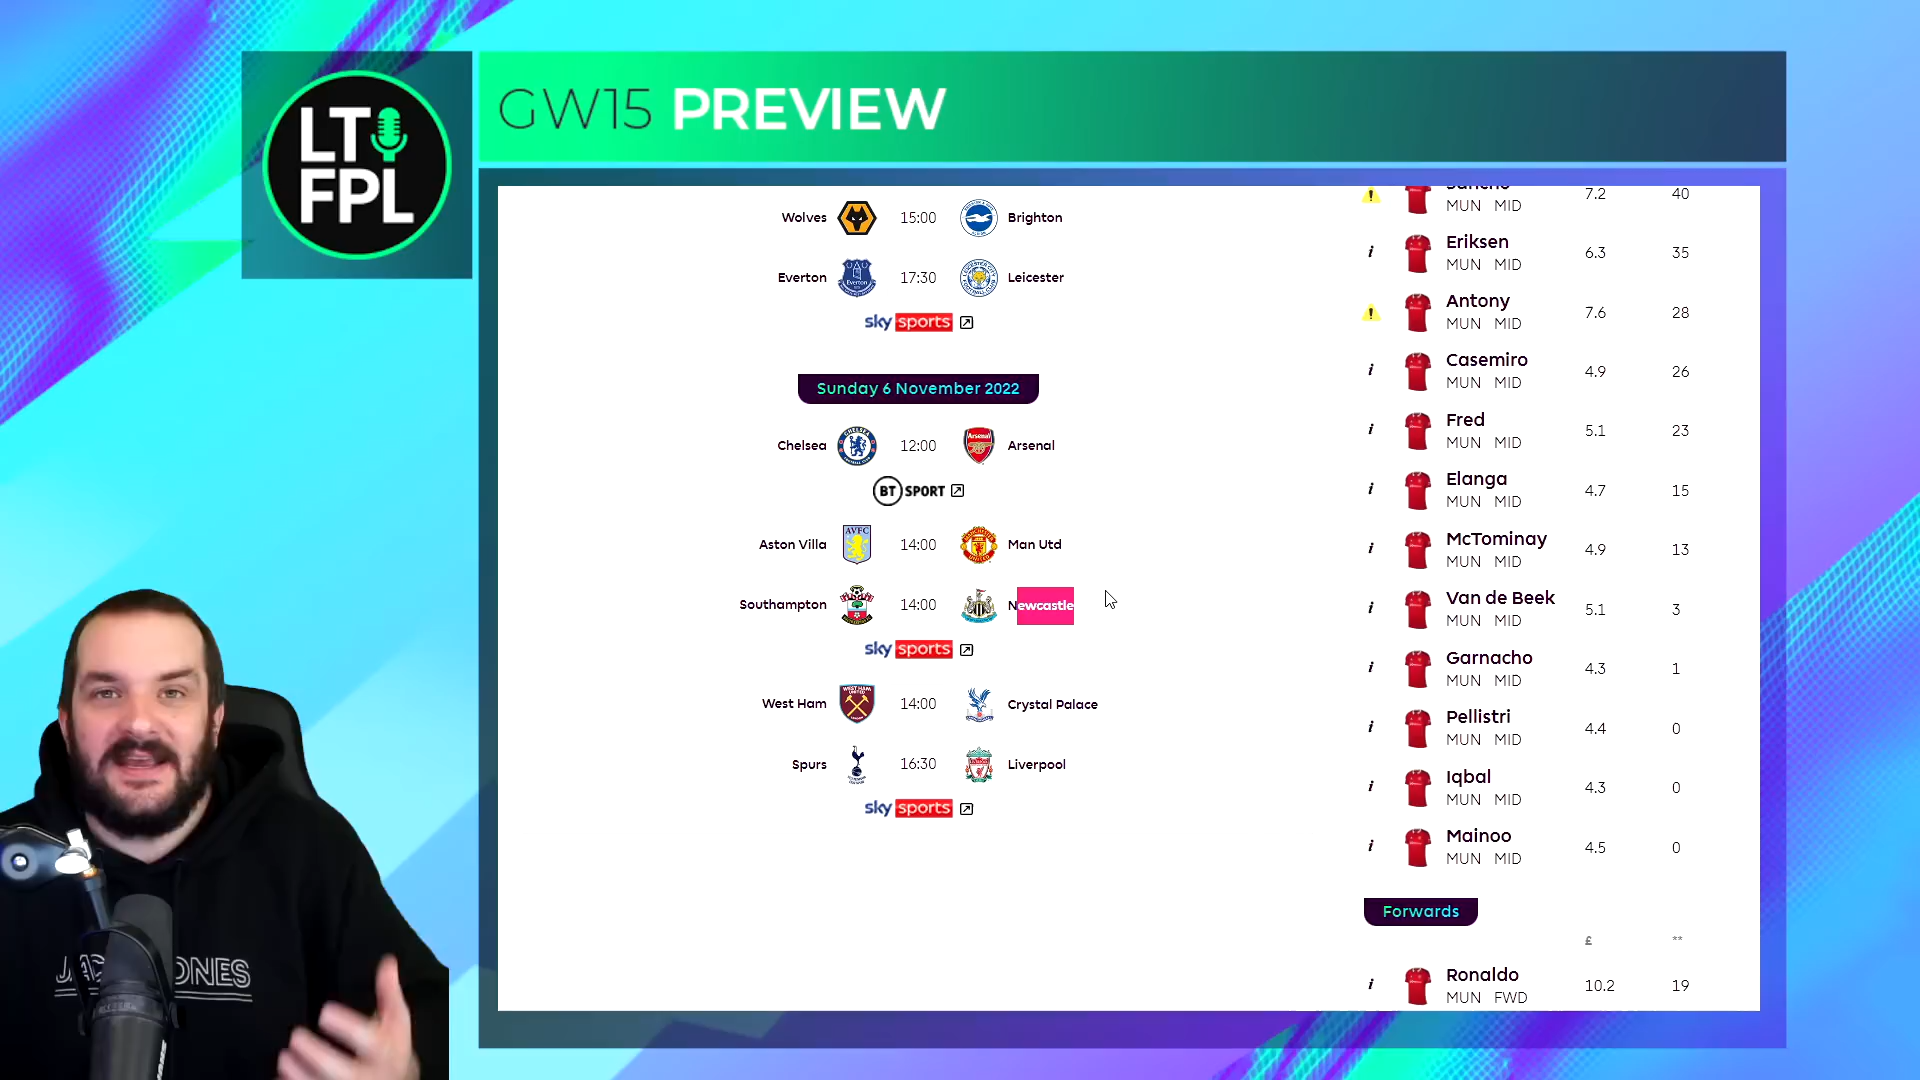 LT
FPL
GW15 PREVIEW
Wolves 15:00 Brighton
Everton 17:30 Leicester
sky sports
Sunday 6 November 2022
Chelsea 12:00 Arsenal
BT SPORT
Aston Villa 14:00 Man Utd
Southampton 14:00 Newcastle
sky sports
West Ham 14:00 Crystal Palace
Spurs 16:30 Liverpool
sky sports
Sancho 7.2 40
MUN MID
Eriksen 6.3 35
MUN MID
Antony 7.6 28
MUN MID
Casemiro 4.9 26
MUN MID
Fred 5.1 23
MUN MID
Elanga 4.7 15
MUN MID
McTominay 4.9 13
MUN MID
Van de Beek 5.1 3
MUN MID
Garnacho 4.3 1
MUN MID
Pellistri 4.4 0
MUN MID
Iqbal 4.3 0
MUN MID
Mainoo 4.5 0
MUN MID
Forwards
£ **
Ronaldo 10.2 19
MUN FWD